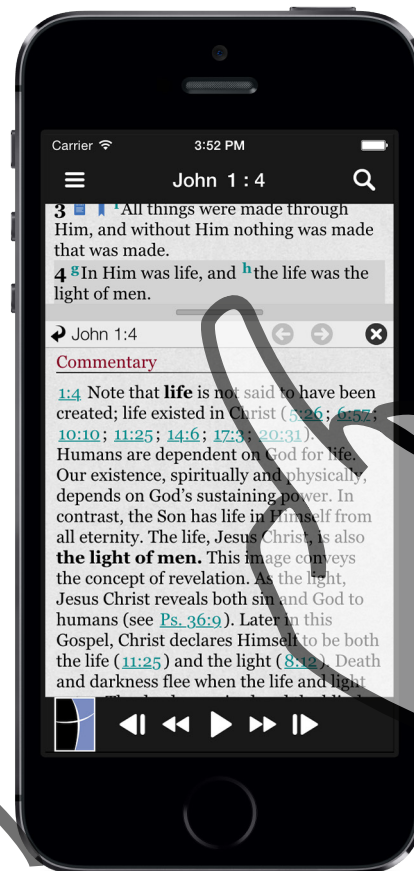 Carrier 3:52 PM
John 1 : 4
3 f All things were made through
Him, and without Him nothing was made
that was made.
4 g In Him was life, and h the life was the
light of men.
John 1:4
Commentary
1:4 Note that life is not said to have been
created; life existed in Christ ( 5:26 ; 6:57 ;
10:10 ; 11:25 ; 14:6 ; 17:3 ; 20:31 ).
Humans are dependent on God for life.
Our existence, spiritually and physically,
depends on God's sustaining power. In
contrast, the Son has life in Himself from
all eternity. The life, Jesus Christ, is also
the light of men. This image conveys
the concept of revelation. As the light,
Jesus Christ reveals both sin and God to
humans (see Ps. 36:9 ). Later in this
Gospel, Christ declares Himself to be both
the life ( 11:25 ) and the light ( 8:12 ). Death
and darkness flee when the life and light